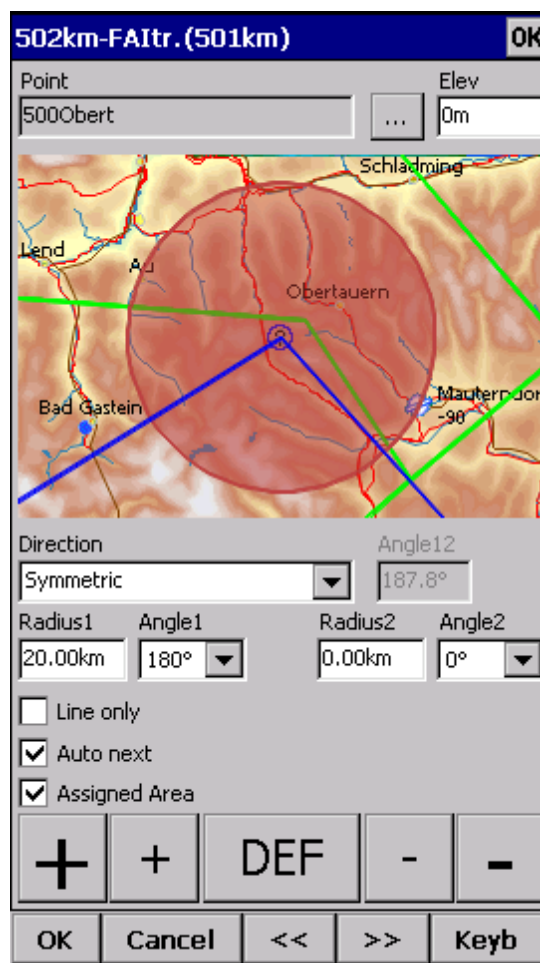 502km-FAItr.(501km) OK
Point Elev
500Obert ... 0m
Schladming
Lend
Au
Obertauern
Bad Gastein
Mauterndor
-90
Direction Angle12
Symmetric 187.8°
Radius1 Angle1 Radius2 Angle2
20.00km 180° 0.00km 0°
Line only
Auto next
Assigned Area
+ + DEF - -
OK Cancel << >> Keyb